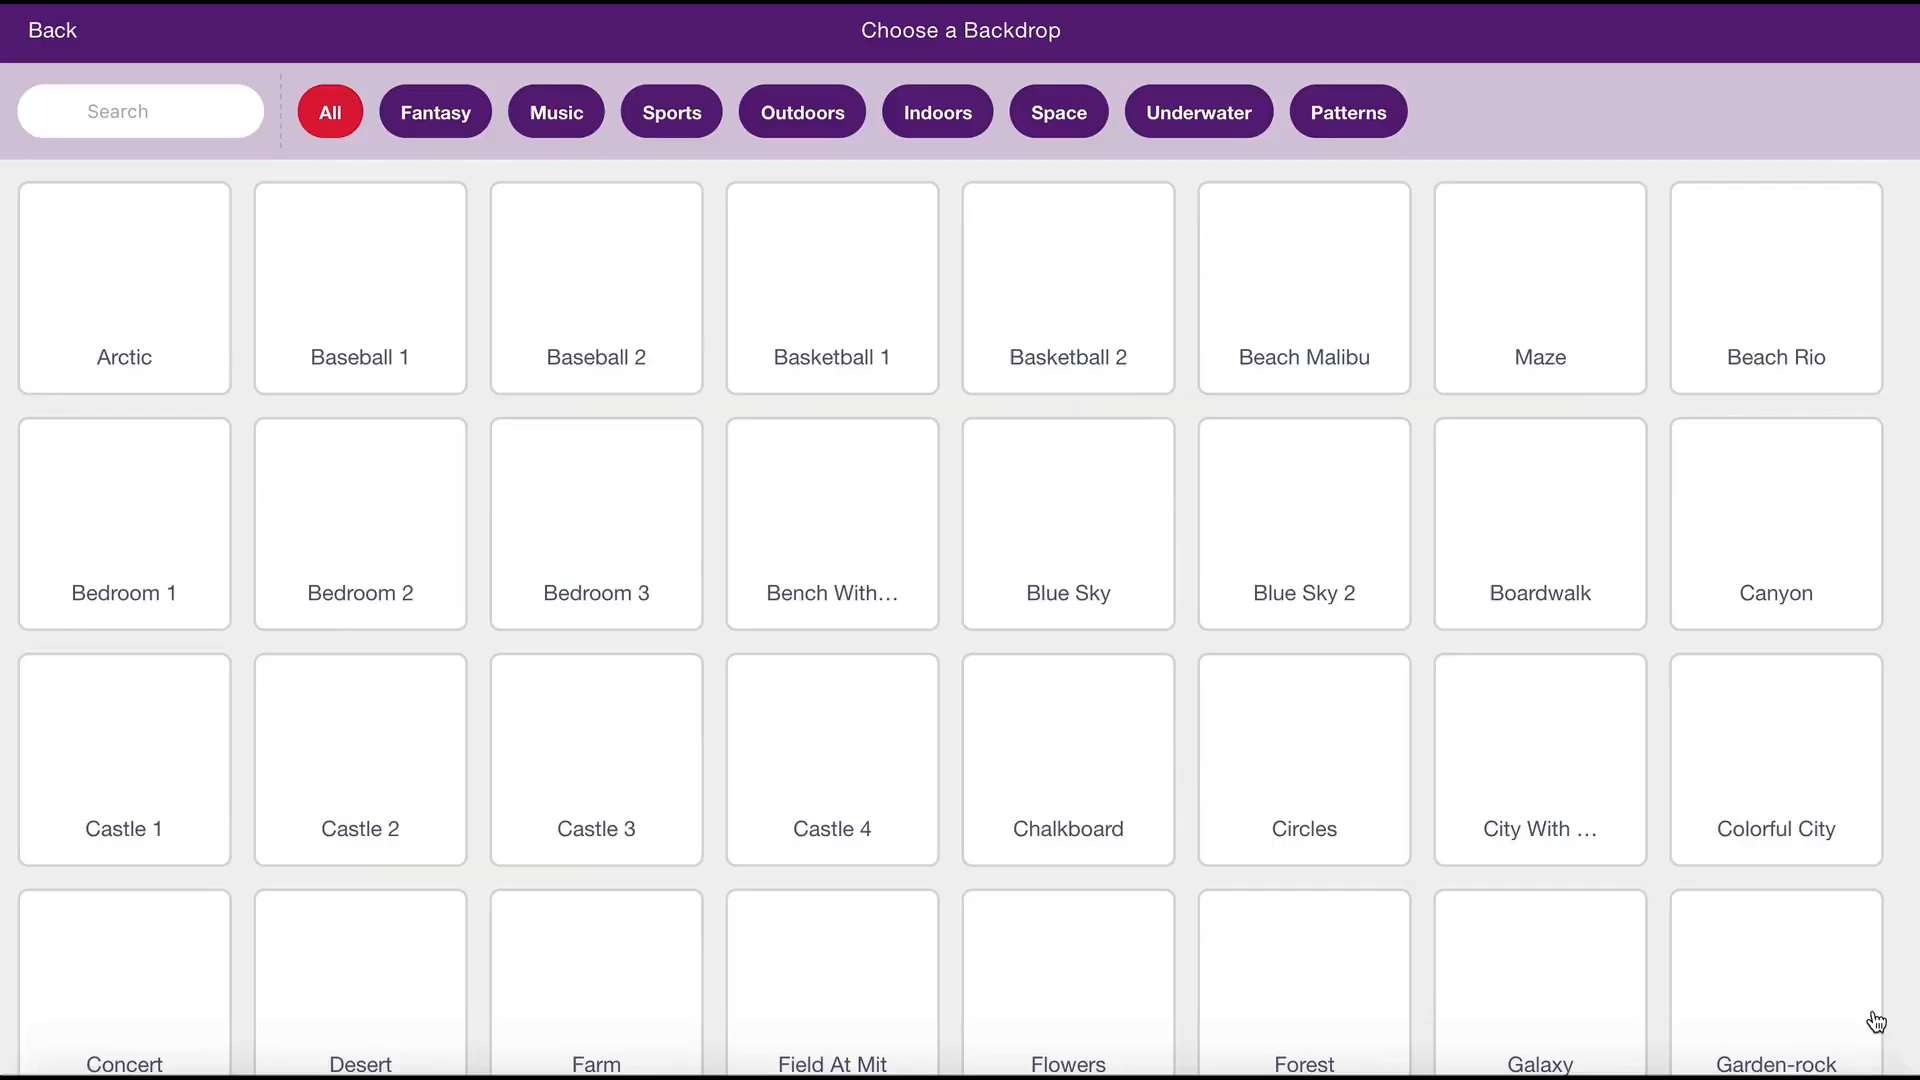 Back
Choose a Backdrop
Search
All
Fantasy
Music
Sports
Outdoors
Indoors
Space
Underwater
Patterns
Arctic
Baseball 1
Baseball 2
Basketball 1
Basketball 2
Beach Malibu
Maze
Beach Rio
Bedroom 1
Bedroom 2
Bedroom 3
Bench With...
Blue Sky
Blue Sky 2
Boardwalk
Canyon
Castle 1
Castle 2
Castle 3
Castle 4
Chalkboard
Circles
City With ...
Colorful City
Concert
Desert
Farm
Field At Mit
Flowers
Forest
Galaxy
Garden-rock